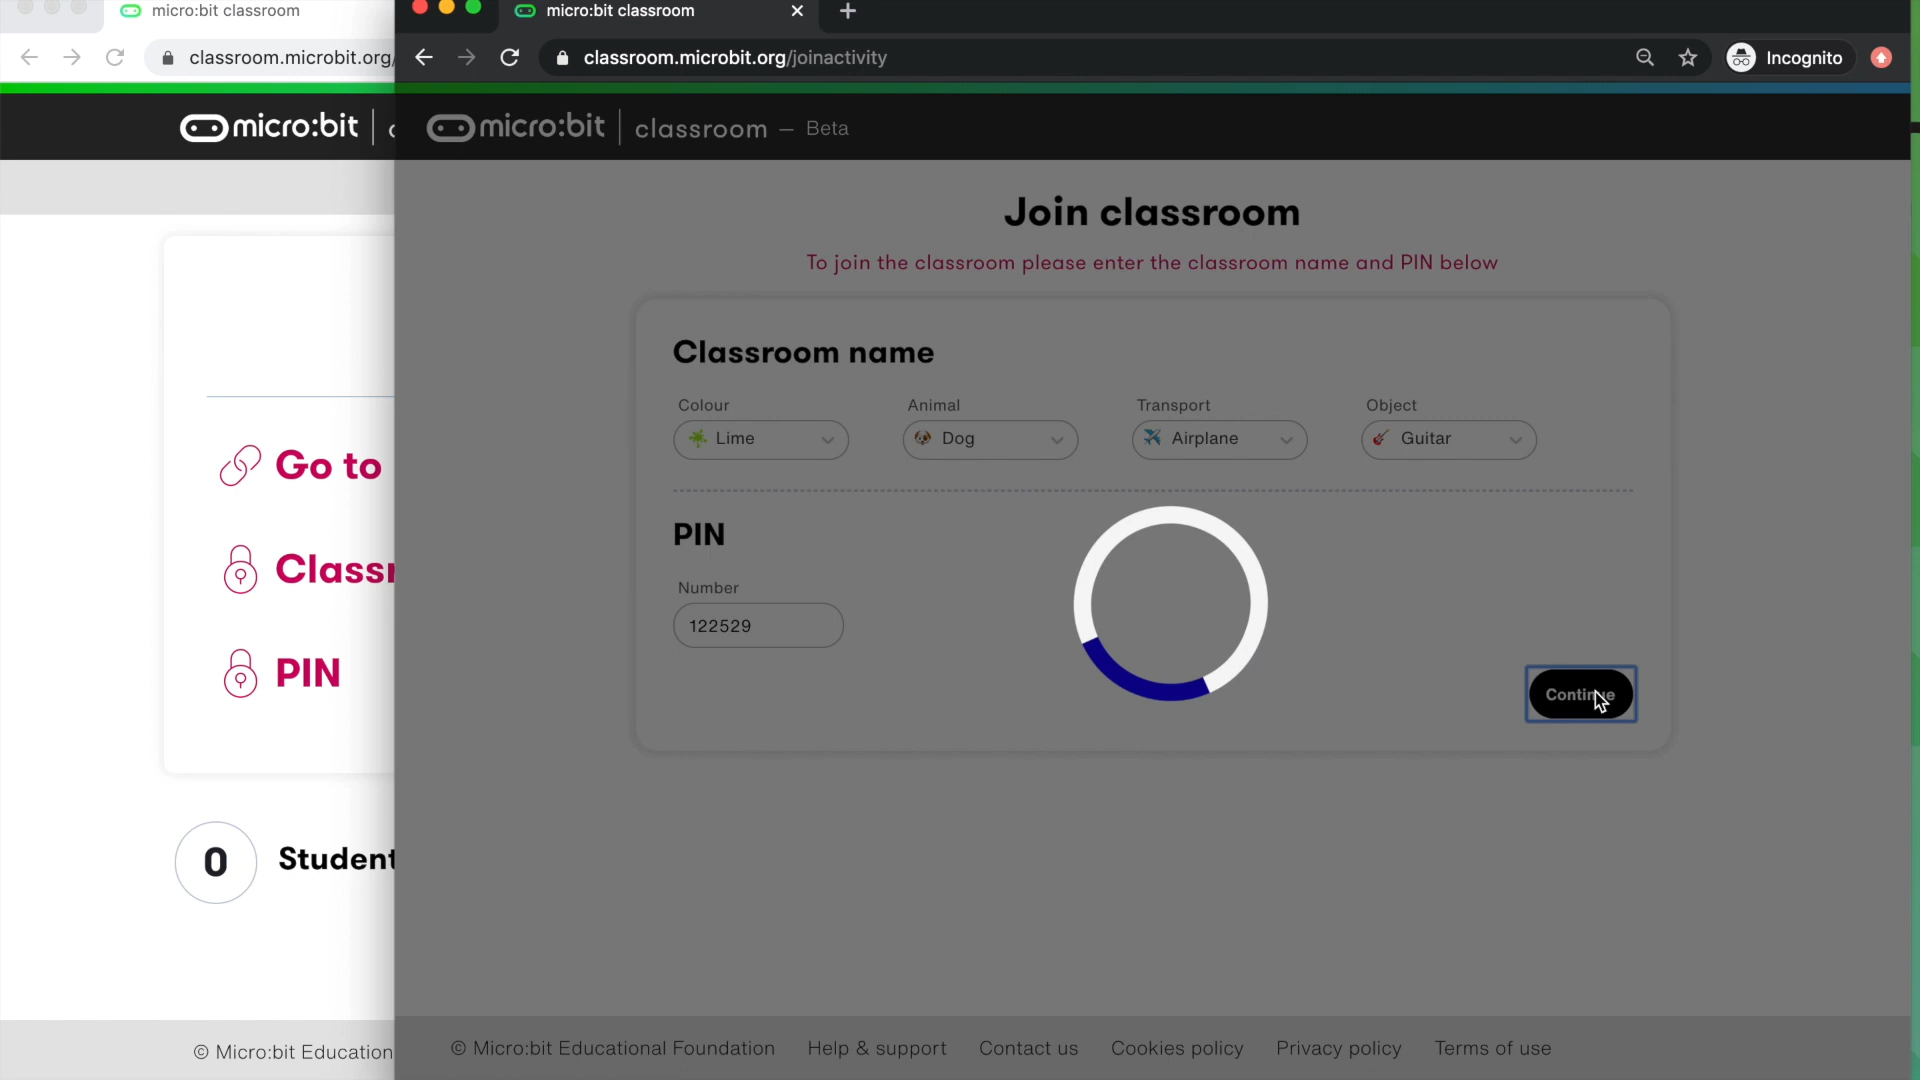 micro:bit classroom
classroom.microbit.org/
micro:bit
Go to
PIN
0
© Micro:bit Education
micro:bit classroom
classroom.microbit.org/joinactivity
Incognito
micro:bit classroom – Beta
Join classroom
To join the classroom please enter the classroom name and PIN below
Classroom name
Colour Animal Transport Object
Lime Dog Airplane Guitar
PIN
Number
122529
Continue
© Micro:bit Educational Foundation Help & support Contact us Cookies policy Privacy policy Terms of use